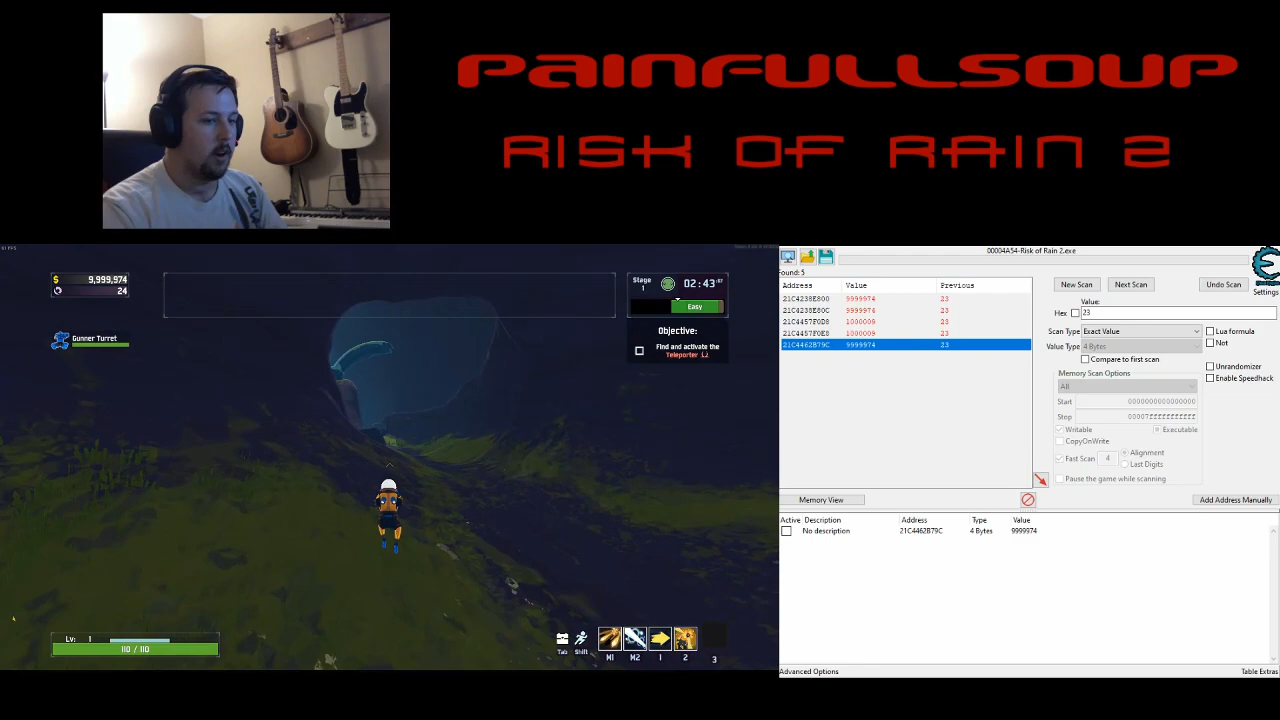 PAINFULLSOUP
RISK OF RAIN 2
$ 9,999,974
24
Gunner Turret
Stage
1
02:43
Easy
Objective:
Find and activate the
Teleporter
Lv: 1
110 / 110
Tab Shift M1 M2 1 2 3
00004A54-Risk of Rain 2.exe
Found: 5
Address Value Previous
21C4238E800 9999974 23
21C4238E80C 9999974 23
21C4457F0D8 1000009 23
21C4457F0E8 1000009 23
21C4462B79C 9999974 23
New Scan Next Scan Undo Scan
Settings
Value:
Hex 23
Scan Type Exact Value
Lua formula
Not
Value Type 4 Bytes
Compare to first scan
Unrandomizer
Enable Speedhack
Memory Scan Options
All
Start 0000000000000000
Stop 00007fffffffffff
Writable Executable
CopyOnWrite
Fast Scan 4 Alignment
Last Digits
Pause the game while scanning
Memory View
Add Address Manually
Active Description Address Type Value
No description 21C4462B79C 4 Bytes 9999974
Advanced Options
Table Extras